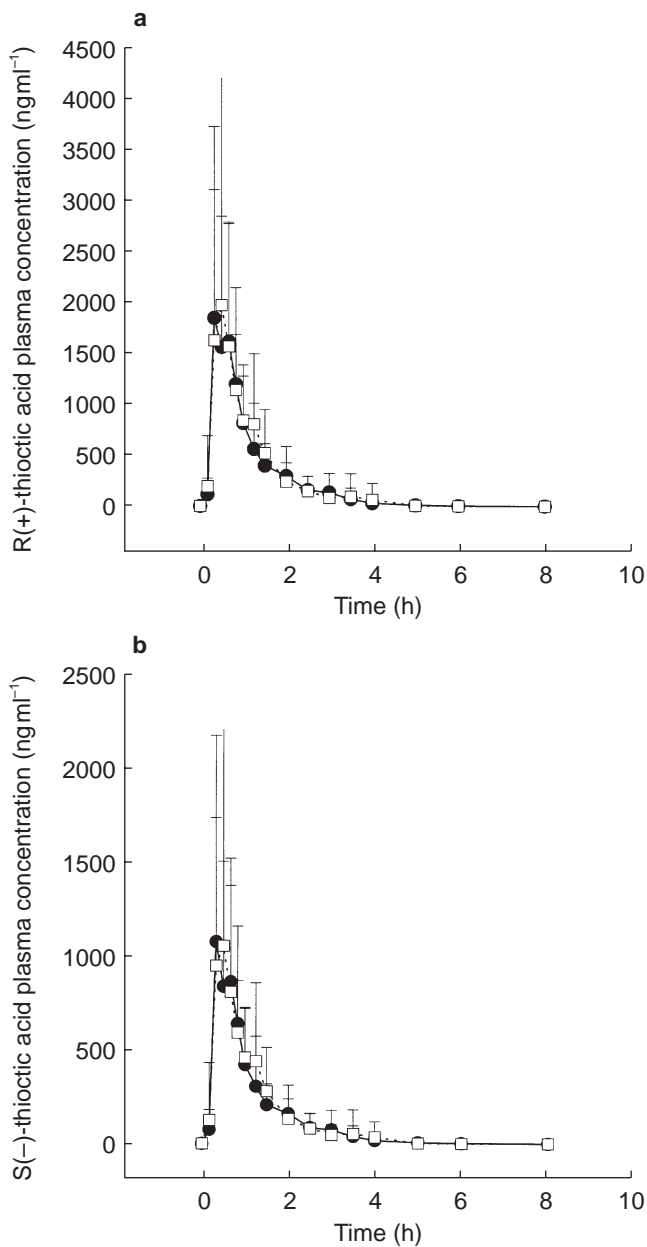 a
4500
4000
3500
3000
2500
2000
1500
1000
500
0
R(+)-thioctic acid plasma concentration (ngml⁻¹)
0 2 4 6 8 10
Time (h)
b
2500
2000
1500
1000
500
0
S(−)-thioctic acid plasma concentration (ngml⁻¹)
0 2 4 6 8 10
Time (h)